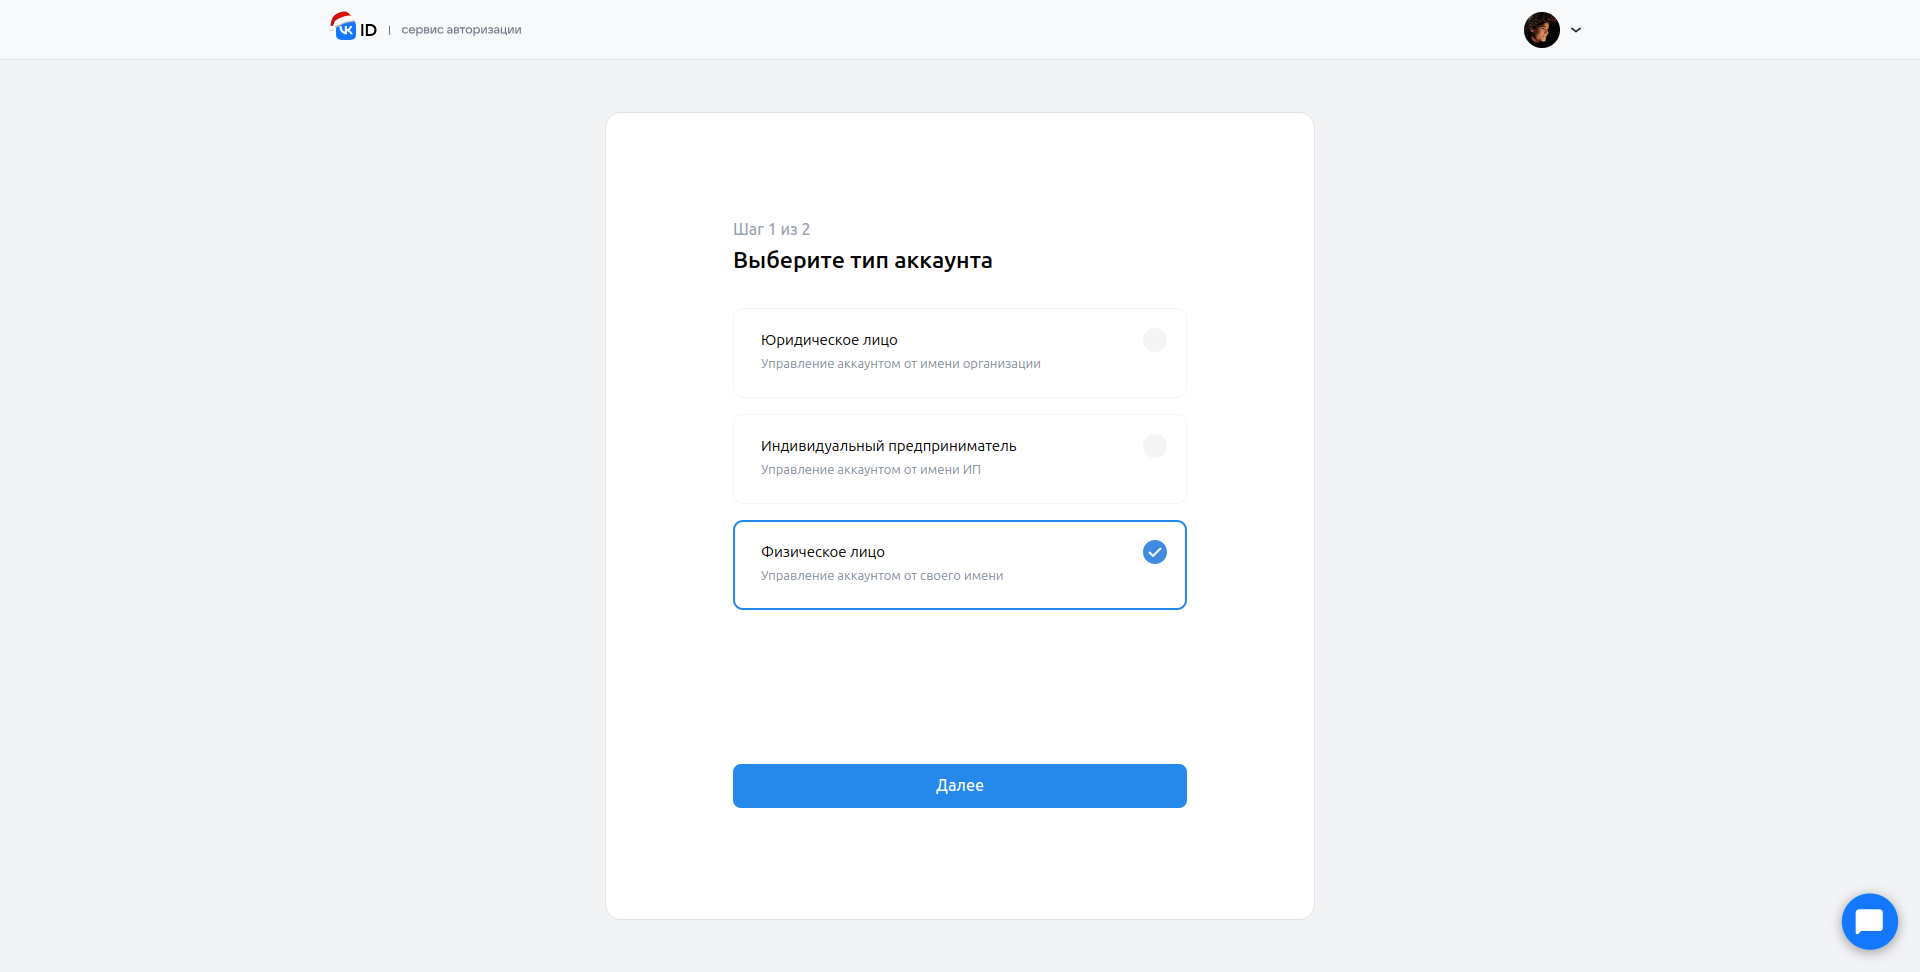 VK ID | сервис авторизации
Шаг 1 из 2
Выберите тип аккаунта
Юридическое лицо
Управление аккаунтом от имени организации
Индивидуальный предприниматель
Управление аккаунтом от имени ИП
Физическое лицо
Управление аккаунтом от своего имени
Далее